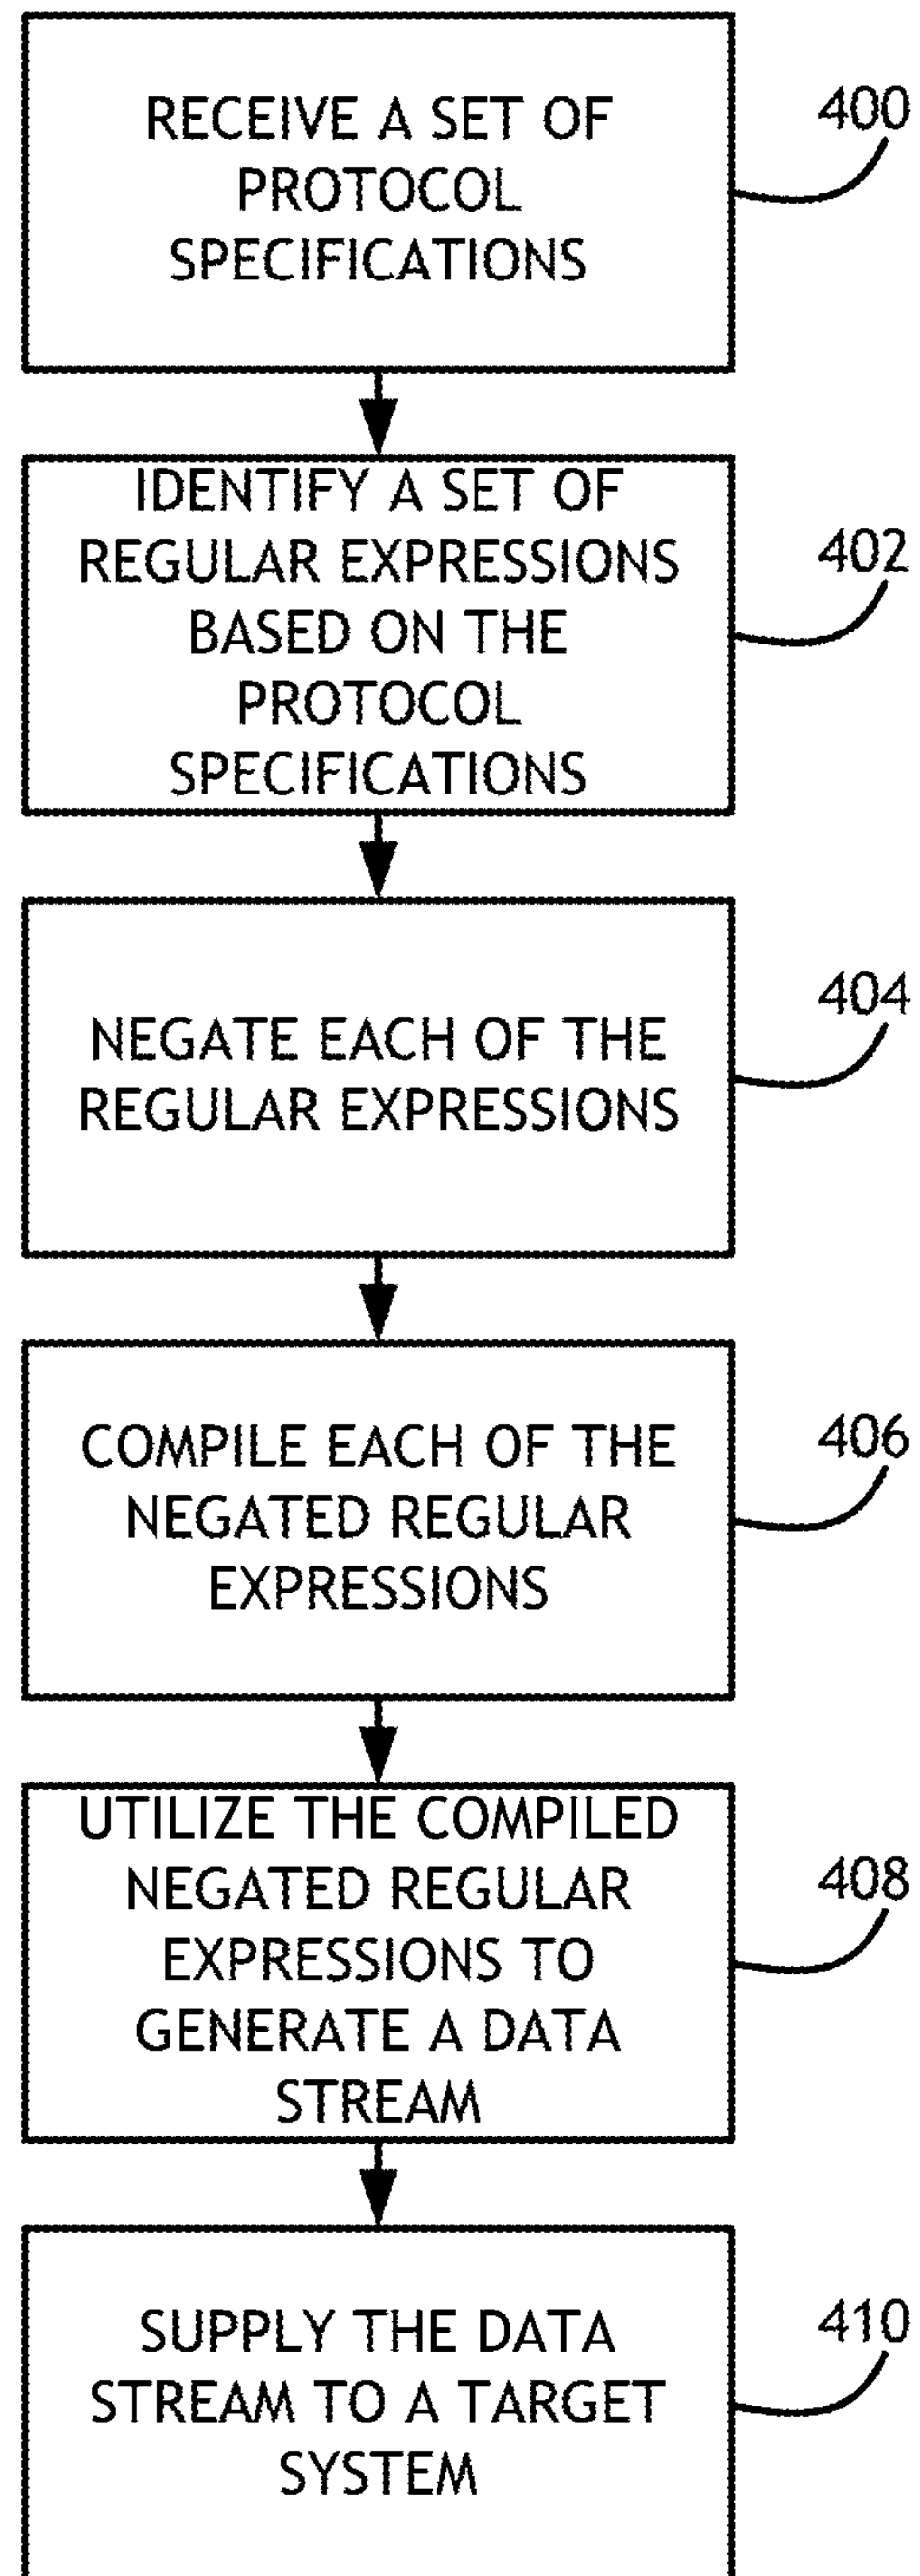 RECEIVE A SET OF
PROTOCOL
SPECIFICATIONS
400
IDENTIFY A SET OF
REGULAR EXPRESSIONS
BASED ON THE
PROTOCOL
SPECIFICATIONS
402
NEGATE EACH OF THE
REGULAR EXPRESSIONS
404
COMPILE EACH OF THE
NEGATED REGULAR
EXPRESSIONS
406
UTILIZE THE COMPILED
NEGATED REGULAR
EXPRESSIONS TO
GENERATE A DATA
STREAM
408
SUPPLY THE DATA
STREAM TO A TARGET
SYSTEM
410